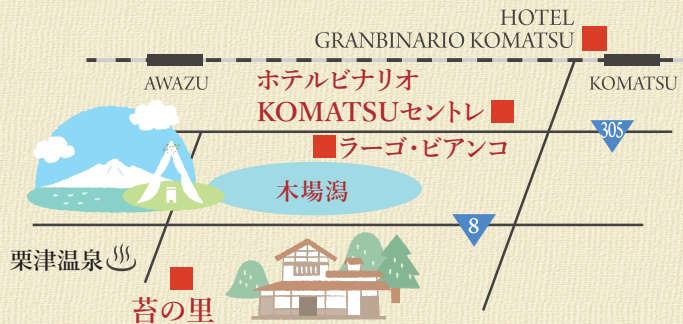 HOTEL
GRANBINARIO KOMATSU
AWAZU
KOMATSU
ホテルビナリオ
KOMATSUセントレ
305
ラーゴ・ビアンコ
木場潟
8
栗津温泉
苔の里